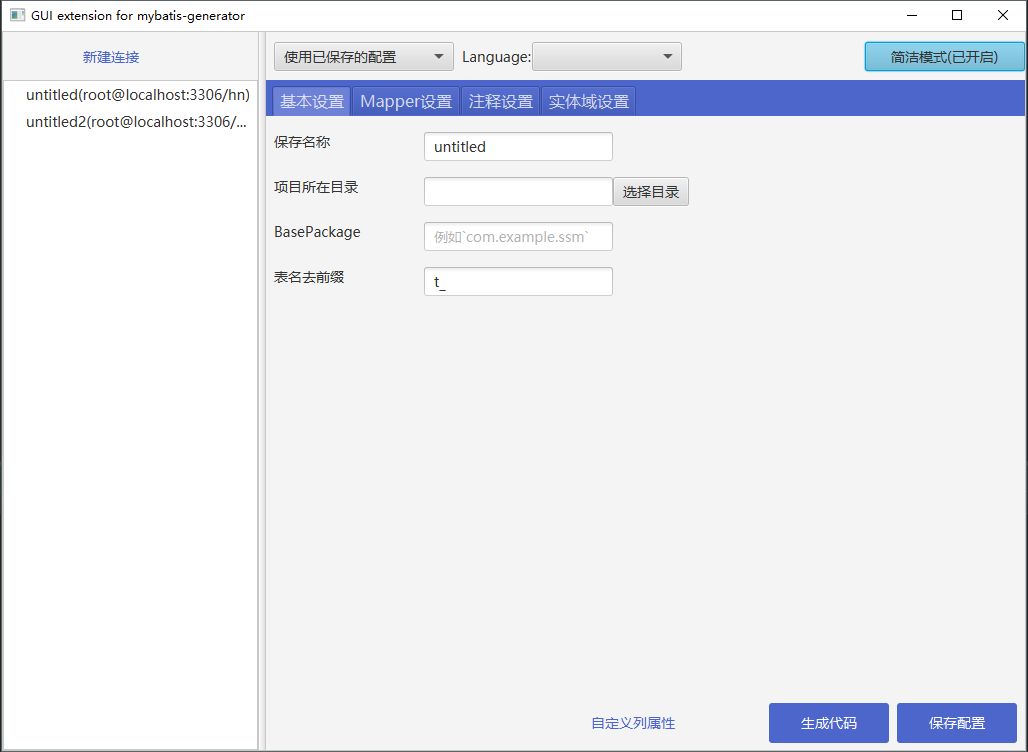 GUI extension for mybatis-generator
新建连接
untitled(root@localhost:3306/hn)
untitled2(root@localhost:3306/...
使用已保存的配置 Language: 简洁模式(已开启)
基本设置 Mapper设置 注释设置 实体域设置
保存名称 untitled
项目所在目录 选择目录
BasePackage 例如`com.example.ssm`
表名去前缀 t_
自定义列属性 生成代码 保存配置